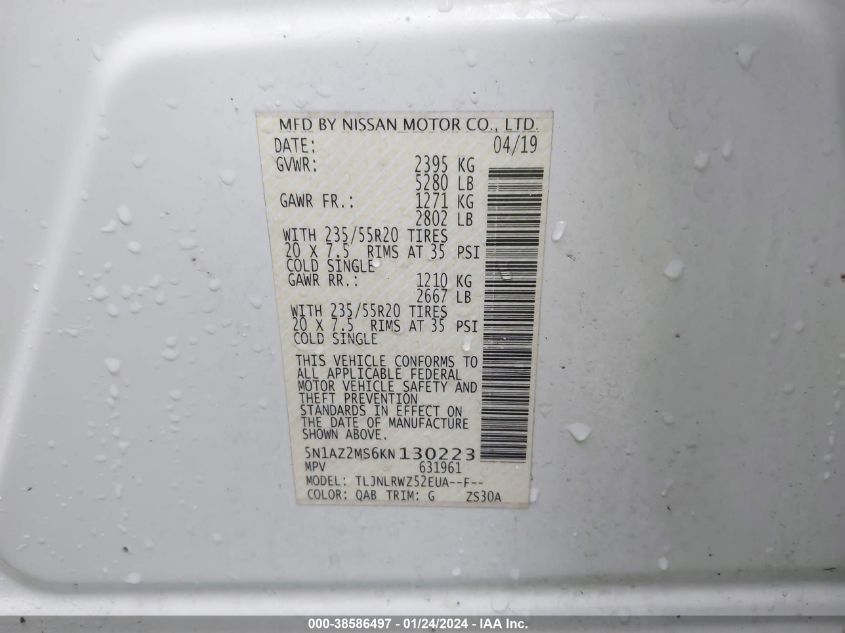 MFD BY NISSAN MOTOR CO., LTD.
DATE: 04/19
GVWR: 2395 KG
5280 LB
GAWR FR.: 1271 KG
2802 LB
WITH 235/55R20 TIRES
20 X 7.5 RIMS AT 35 PSI
COLD SINGLE
GAWR RR.: 1210 KG
2667 LB
WITH 235/55R20 TIRES
20 X 7.5 RIMS AT 35 PSI
COLD SINGLE
THIS VEHICLE CONFORMS TO
ALL APPLICABLE FEDERAL
MOTOR VEHICLE SAFETY AND
THEFT PREVENTION
STANDARDS IN EFFECT ON
THE DATE OF MANUFACTURE
SHOWN ABOVE.
5N1AZ2MS6KN130223
MPV 631961
MODEL: TLJNLRWZ52EUA--F--
COLOR: QAB TRIM: G ZS30A
000-38586497 - 01/24/2024 - IAA Inc.